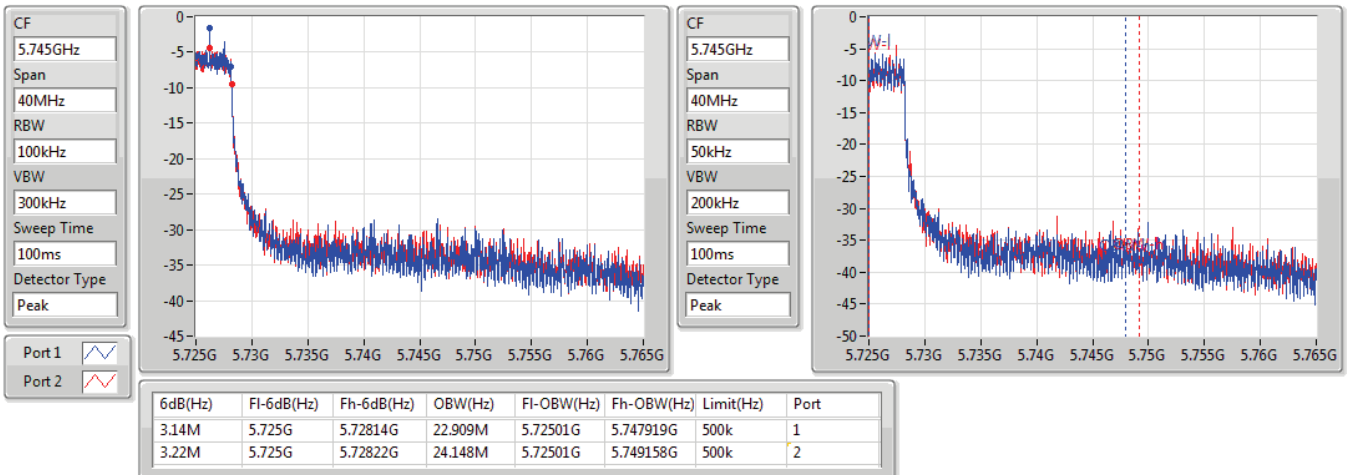 CF
5.745GHz
Span
40MHz
RBW
100kHz
VBW
300kHz
Sweep Time
100ms
Detector Type
Peak
Port 1
Port 2
0
-5
-10
-15
-20
-25
-30
-35
-40
-45
5.725G 5.73G 5.735G 5.74G 5.745G 5.75G 5.755G 5.76G 5.765G
CF
5.745GHz
Span
40MHz
RBW
50kHz
VBW
200kHz
Sweep Time
100ms
Detector Type
Peak
0
-5
-10
-15
-20
-25
-30
-35
-40
-45
-50
5.725G 5.73G 5.735G 5.74G 5.745G 5.75G 5.755G 5.76G 5.765G
6dB(Hz) Fl-6dB(Hz) Fh-6dB(Hz) OBW(Hz) Fl-OBW(Hz) Fh-OBW(Hz) Limit(Hz) Port
3.14M 5.725G 5.72814G 22.909M 5.72501G 5.747919G 500k 1
3.22M 5.725G 5.72822G 24.148M 5.72501G 5.749158G 500k 2